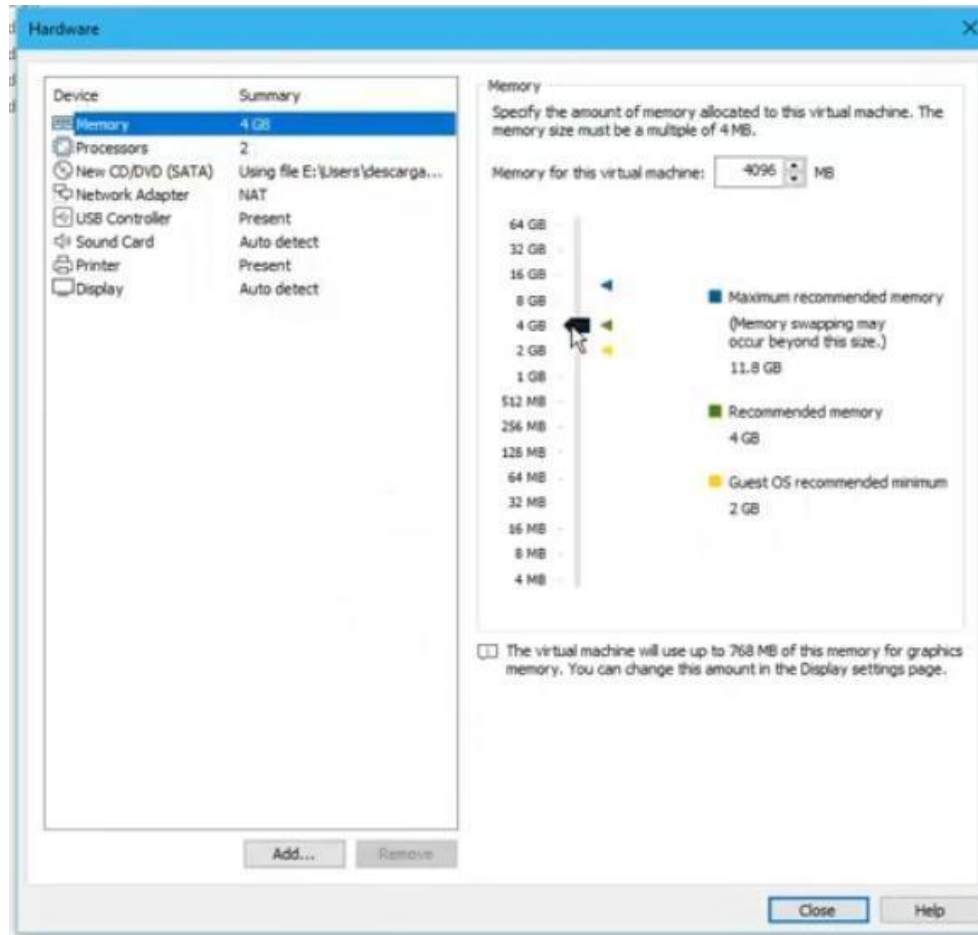 Hardware
Device Summary
Memory 4 GB
Processors 2
New CD/DVD (SATA) Using file E:\Users\descarga...
Network Adapter NAT
USB Controller Present
Sound Card Auto detect
Printer Present
Display Auto detect
Add... Remove
Memory
Specify the amount of memory allocated to this virtual machine. The
memory size must be a multiple of 4 MB.
Memory for this virtual machine: 4096 MB
64 GB
32 GB
16 GB
8 GB
4 GB
2 GB
1 GB
512 MB
256 MB
128 MB
64 MB
32 MB
16 MB
8 MB
4 MB
Maximum recommended memory
(Memory swapping may
occur beyond this size.)
11.8 GB
Recommended memory
4 GB
Guest OS recommended minimum
2 GB
The virtual machine will use up to 768 MB of this memory for graphics
memory. You can change this amount in the Display settings page.
Close Help